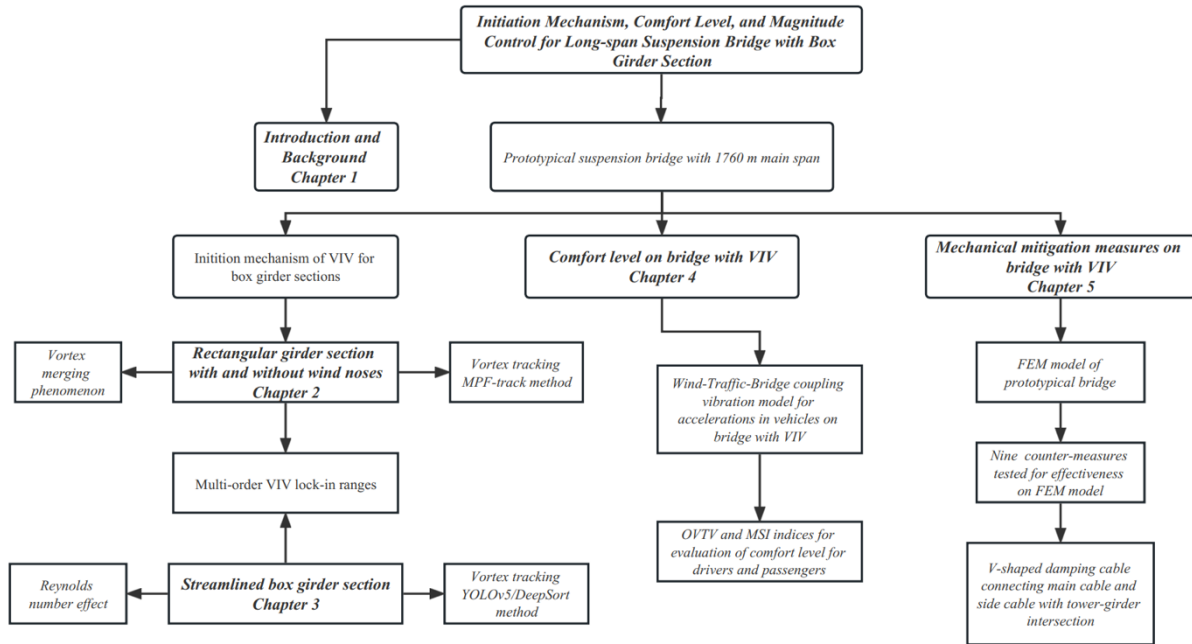 Initiation Mechanism, Comfort Level, and Magnitude
Control for Long-span Suspension Bridge with Box
Girder Section
Introduction and
Background
Chapter 1
Prototypical suspension bridge with 1760 m main span
Initition mechanism of VIV for
box girder sections
Comfort level on bridge with VIV
Chapter 4
Mechanical mitigation measures on
bridge with VIV
Chapter 5
Vortex
merging
phenomenon
Rectangular girder section
with and without wind noses
Chapter 2
Vortex tracking
MPF-track method
Wind-Traffic-Bridge coupling
vibration model for
accelerations in vehicles on
bridge with VIV
FEM model of
prototypical bridge
Multi-order VIV lock-in ranges
Nine counter-measures
tested for effectiveness
on FEM model
OVTV and MSI indices for
evaluation of comfort level for
drivers and passengers
Reynolds
number effect
Streamlined box girder section
Chapter 3
Vortex tracking
YOLOv5/DeepSort
method
V-shaped damping cable
connecting main cable and
side cable with tower-girder
intersection